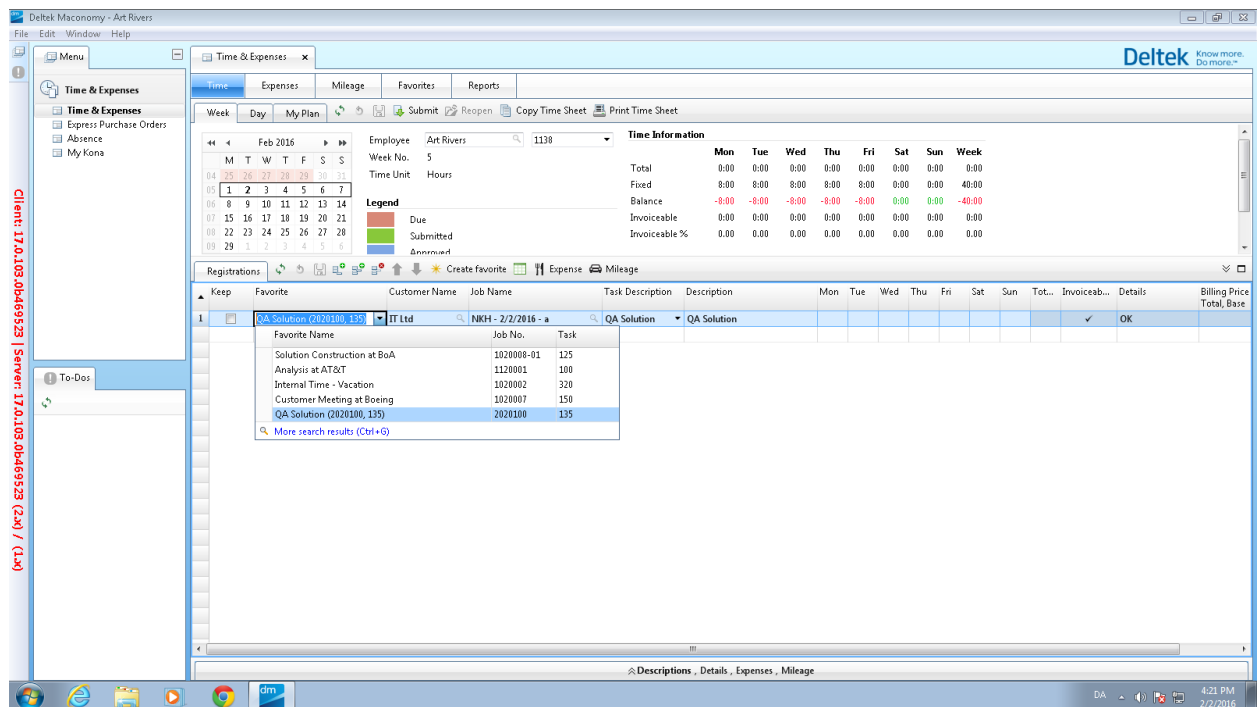 Deltek Maconomy - Art Rivers
File Edit Window Help
Menu
Time & Expenses
Time & Expenses
Express Purchase Orders
Absence
My Kona
To-Dos
Client: 17.0.103.0b469523 | Server: 17.0.103.0b469523 (2.x) / (1.x)
Time & Expenses
Deltek Know more. Do more.™
Time Expenses Mileage Favorites Reports
Week Day My Plan Submit Reopen Copy Time Sheet Print Time Sheet
Feb 2016
M T W T F S S
04 25 26 27 28 29 30 31
05 1 2 3 4 5 6 7
06 8 9 10 11 12 13 14
07 15 16 17 18 19 20 21
08 22 23 24 25 26 27 28
09 29 1 2 3 4 5 6
Employee Art Rivers 1138
Week No. 5
Time Unit Hours
Legend
Due
Submitted
Approved
Time Information
Mon Tue Wed Thu Fri Sat Sun Week
Total 0:00 0:00 0:00 0:00 0:00 0:00 0:00 0:00
Fixed 8:00 8:00 8:00 8:00 8:00 0:00 0:00 40:00
Balance -8:00 -8:00 -8:00 -8:00 -8:00 0:00 0:00 -40:00
Invoiceable 0:00 0:00 0:00 0:00 0:00 0:00 0:00 0:00
Invoiceable % 0.00 0.00 0.00 0.00 0.00 0.00 0.00 0.00
Registrations Create favorite Expense Mileage
Keep Favorite Customer Name Job Name Task Description Description Mon Tue Wed Thu Fri Sat Sun Tot... Invoiceab... Details Billing Price
Total, Base
1 QA Solution (2020100, 135) IT Ltd NKH - 2/2/2016 - a QA Solution QA Solution OK
Favorite Name Job No. Task
Solution Construction at BoA 1020008-01 125
Analysis at AT&T 1120001 100
Internal Time - Vacation 1020002 320
Customer Meeting at Boeing 1020007 150
QA Solution (2020100, 135) 2020100 135
More search results (Ctrl+G)
Descriptions , Details , Expenses , Mileage
dm
DA
4:21 PM
2/2/2016